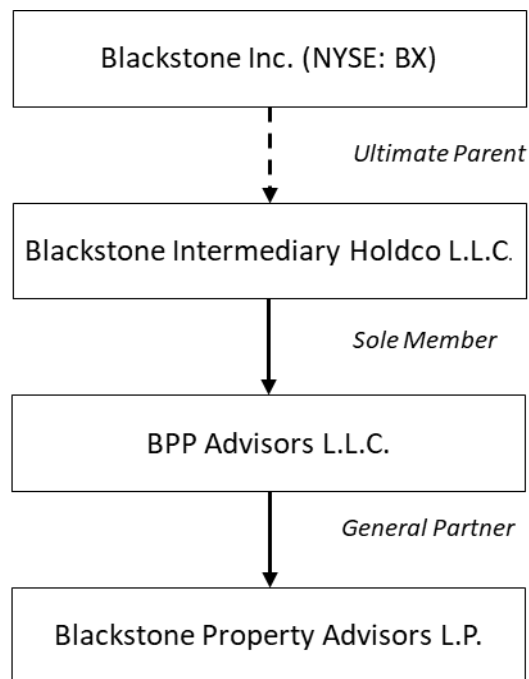 Blackstone Inc. (NYSE: BX)
Ultimate Parent
Blackstone Intermediary Holdco L.L.C.
Sole Member
BPP Advisors L.L.C.
General Partner
Blackstone Property Advisors L.P.